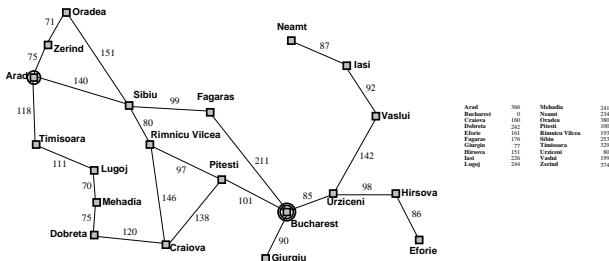 Oradea
71
Neamt
Zerind
87
151
75
Iasi
Arad
140
92
Sibiu
99
Fagaras
118
Vaslui
80
Timisoara
Rimnicu Vilcea
111
Lugoj
97
Pitesti
211
142
70
98
Hirsova
Mehadia
146
101
85
Urziceni
75
138
86
Bucharest
Dobreta
120
90
Craiova
Eforie
Giurgiu
Arad 366 Mehadia 241
Bucharest 0 Neamt 234
Craiova 160 Oradea 380
Dobreta 242 Pitesti 100
Eforie 161 Rimnicu Vilcea 193
Fagaras 176 Sibiu 253
Giurgiu 77 Timisoara 329
Hirsova 151 Urziceni 80
Iasi 226 Vaslui 199
Lugoj 244 Zerind 374